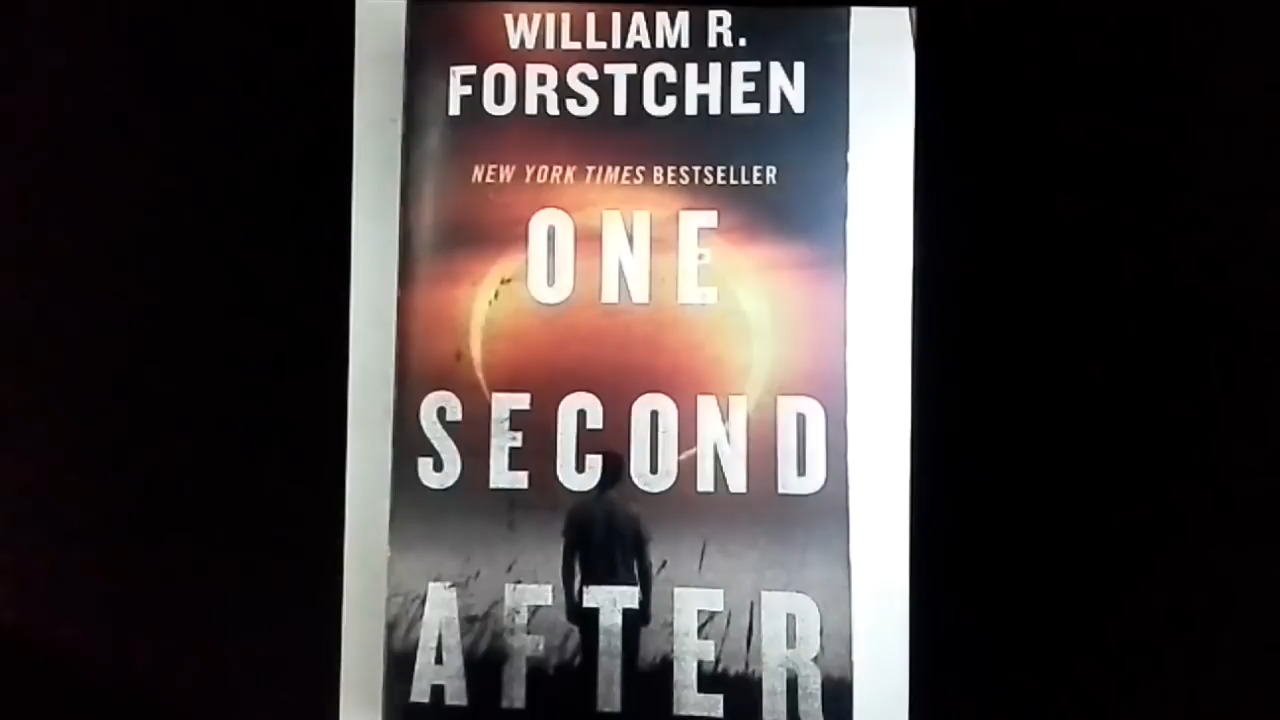 WILLIAM R.
FORSTCHEN
NEW YORK TIMES BESTSELLER
ONE
SECOND
AFTER